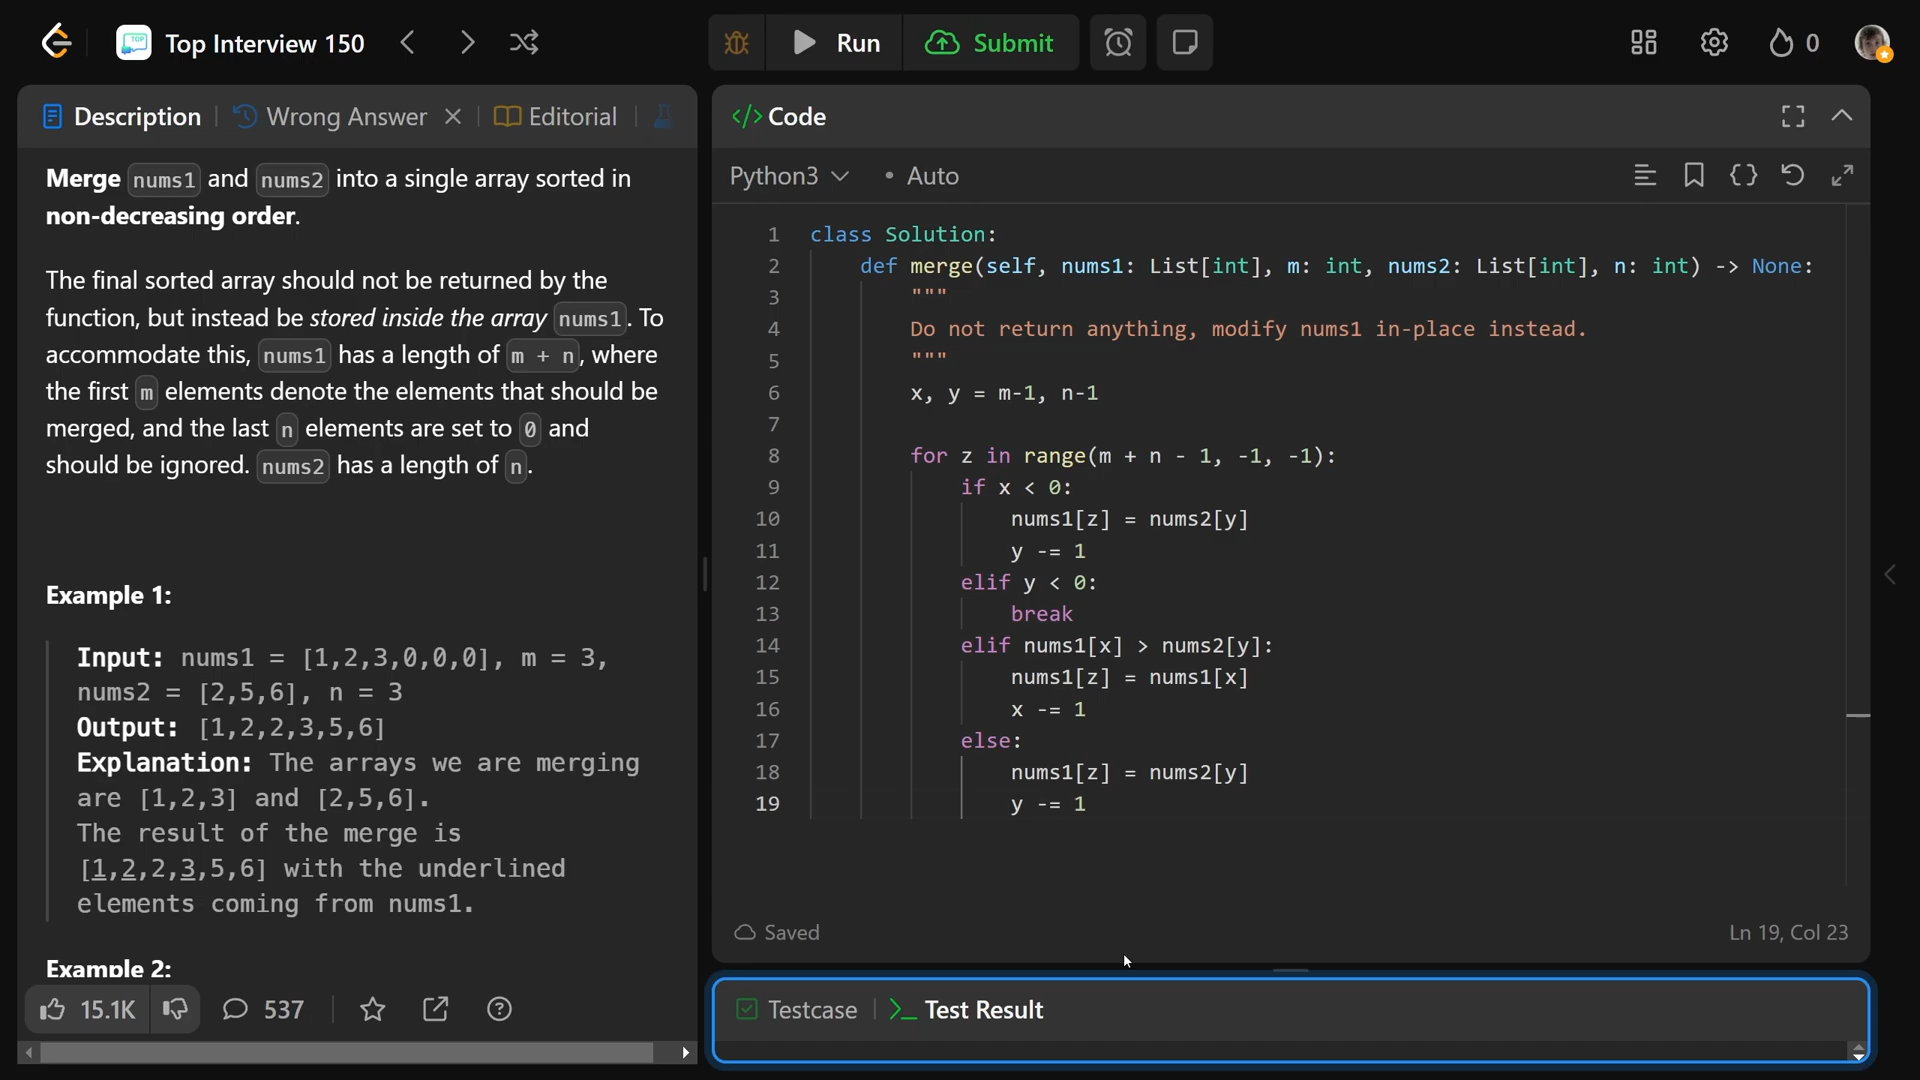 Top Interview 150
Run
Submit
0
Description
Wrong Answer
Editorial
Merge nums1 and nums2 into a single array sorted in
non-decreasing order.
The final sorted array should not be returned by the
function, but instead be stored inside the array nums1. To
accommodate this, nums1 has a length of m + n, where
the first m elements denote the elements that should be
merged, and the last n elements are set to 0 and
should be ignored. nums2 has a length of n.
Example 1:
Input: nums1 = [1,2,3,0,0,0], m = 3,
nums2 = [2,5,6], n = 3
Output: [1,2,2,3,5,6]
Explanation: The arrays we are merging
are [1,2,3] and [2,5,6].
The result of the merge is
[1,2,2,3,5,6] with the underlined
elements coming from nums1.
Example 2:
15.1K
537
</> Code
Python3
• Auto
1 class Solution:
2 def merge(self, nums1: List[int], m: int, nums2: List[int], n: int) -> None:
3 """
4 Do not return anything, modify nums1 in-place instead.
5 """
6 x, y = m-1, n-1
7
8 for z in range(m + n - 1, -1, -1):
9 if x < 0:
10 nums1[z] = nums2[y]
11 y -= 1
12 elif y < 0:
13 break
14 elif nums1[x] > nums2[y]:
15 nums1[z] = nums1[x]
16 x -= 1
17 else:
18 nums1[z] = nums2[y]
19 y -= 1
Saved
Ln 19, Col 23
Testcase
Test Result